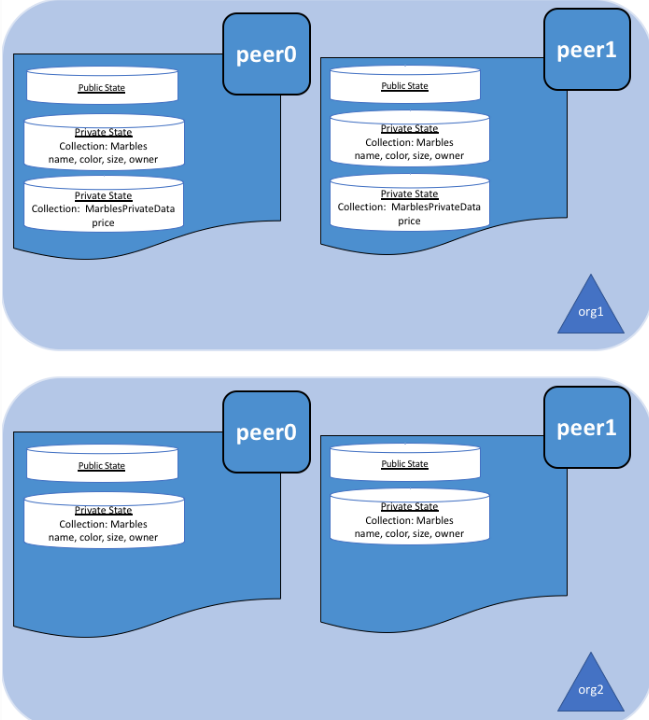 peer0
Public State
Private State
Collection: Marbles
name, color, size, owner
Private State
Collection:  MarblesPrivateData
price
peer1
Public State
Private State
Collection: Marbles
name, color, size, owner
Private State
Collection:  MarblesPrivateData
price
org1
peer0
Public State
Private State
Collection: Marbles
name, color, size, owner
peer1
Public State
Private State
Collection: Marbles
name, color, size, owner
org2